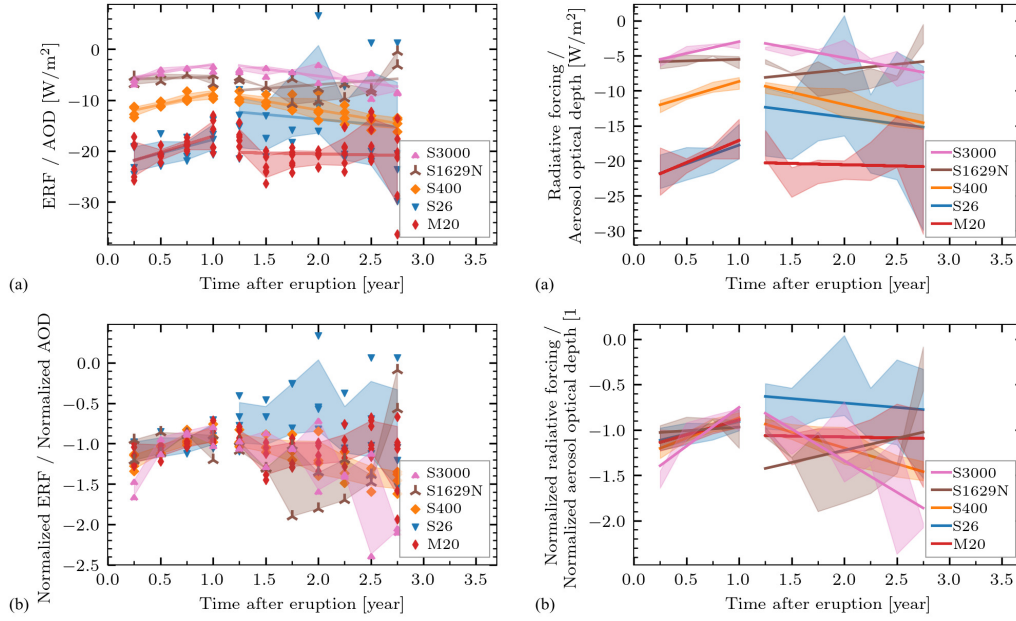 ERF / AOD [W/m²]
0
−10
−20
−30
0.0 0.5 1.0 1.5 2.0 2.5 3.0 3.5
Time after eruption [year]
S3000
S1629N
S400
S26
M20
(a)
Radiative forcing /
Aerosol optical depth [W/m²]
0
−5
−10
−15
−20
−25
−30
0.0 0.5 1.0 1.5 2.0 2.5 3.0 3.5
Time after eruption [year]
S3000
S1629N
S400
S26
M20
(a)
Normalized ERF / Normalized AOD
0.0
−0.5
−1.0
−1.5
−2.0
−2.5
0.0 0.5 1.0 1.5 2.0 2.5 3.0 3.5
Time after eruption [year]
S3000
S1629N
S400
S26
M20
(b)
Normalized radiative forcing /
Normalized aerosol optical depth [1
0.0
−0.5
−1.0
−1.5
−2.0
0.0 0.5 1.0 1.5 2.0 2.5 3.0 3.5
Time after eruption [year]
S3000
S1629N
S400
S26
M20
(b)